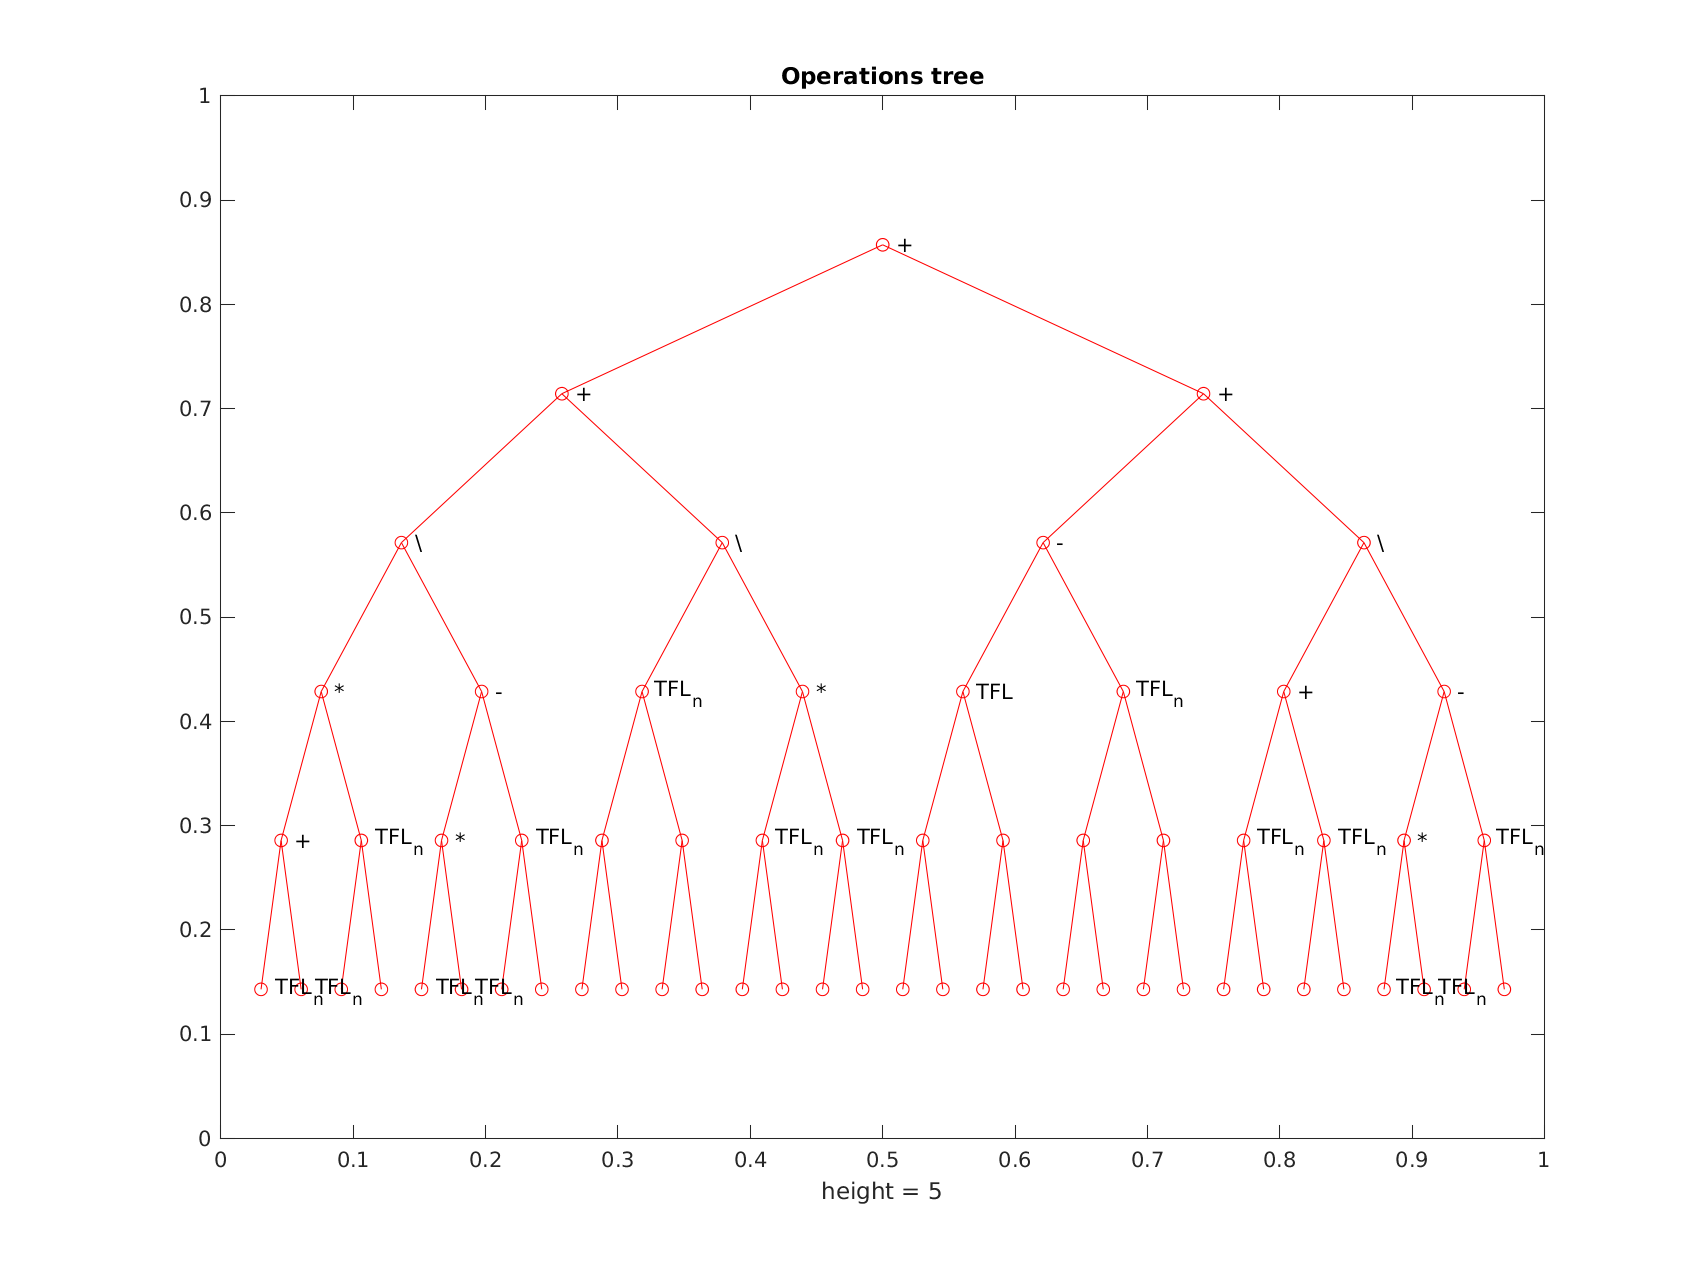 Operations tree
1
0.9
+
0.8
+ +
0.7
0.6
\ \ - \
0.5
* - TFLn * TFL TFLn + -
0.4
0.3
+ TFLn * TFLn TFLn TFLn TFLn TFLn * TFLn
0.2
TFLn TFLn TFLn TFLn TFLn TFLn
0.1
0
0 0.1 0.2 0.3 0.4 0.5 0.6 0.7 0.8 0.9 1
height = 5